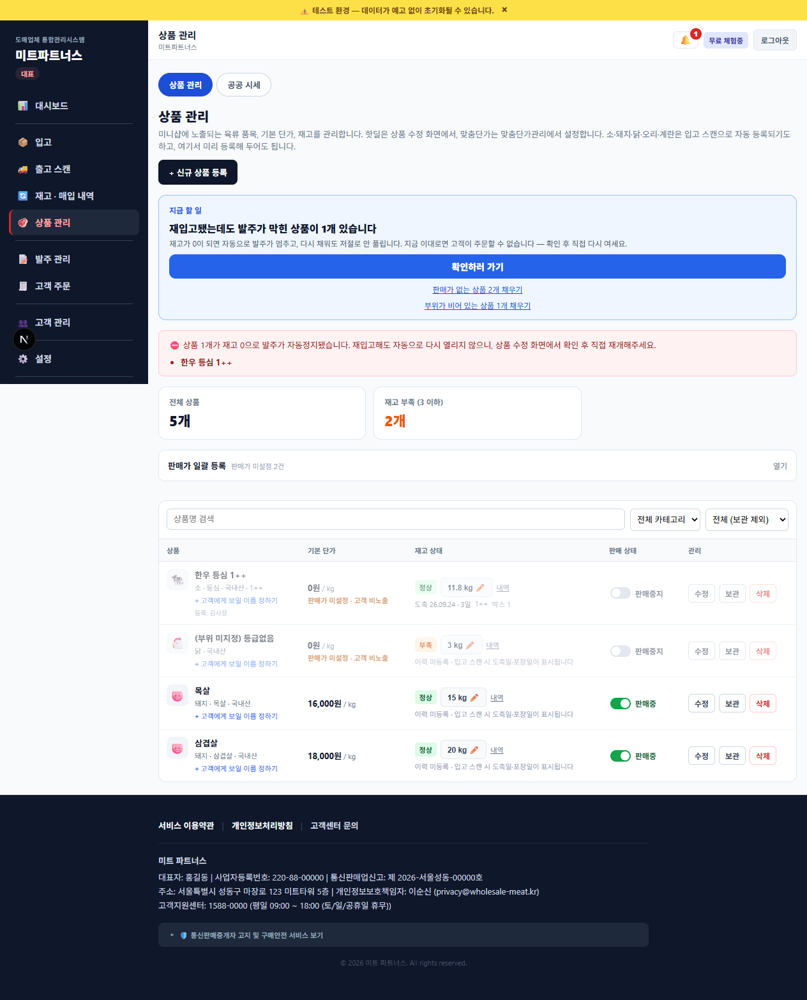 ⚠️ 테스트 환경 — 데이터가 예고 없이 초기화될 수 있습니다. ×
도매업체 통합관리시스템
미트파트너스
대표
대시보드
입고
출고 스캔
재고 · 매입 내역
상품 관리
발주 관리
고객 주문
고객 관리
N
설정
상품 관리
미트파트너스
1
무료 체험중
로그아웃
상품 관리
공공 시세
상품 관리
미니샵에 노출되는 육류 품목, 기본 단가, 재고를 관리합니다. 핫딜은 상품 수정 화면에서, 맞춤단가는 맞춤단가관리에서 설정합니다. 소·돼지·닭·오리·계란은 입고 스캔으로 자동 등록되기도
하고, 여기서 미리 등록해 두어도 됩니다.
+ 신규 상품 등록
지금 할 일
재입고됐는데도 발주가 막힌 상품이 1개 있습니다
재고가 0이 되면 자동으로 발주가 멈추고, 다시 채워도 저절로 안 풀립니다. 지금 이대로면 고객이 주문할 수 없습니다 — 확인 후 직접 다시 여세요.
확인하러 가기
판매가 없는 상품 2개 채우기
부위가 비어 있는 상품 1개 채우기
⛔ 상품 1개가 재고 0으로 발주가 자동정지됐습니다. 재입고해도 자동으로 다시 열리지 않으니, 상품 수정 화면에서 확인 후 직접 재개해주세요.
• 한우 등심 1++
전체 상품
5개
재고 부족 (3 이하)
2개
판매가 일괄 등록 판매가 미설정 2건 열기
상품명 검색 전체 카테고리 전체 (보관 제외)
상품 기본 단가 재고 상태 판매 상태 관리
한우 등심 1++
소 · 등심 · 국내산 · 1++
+ 고객에게 보일 이름 정하기
등록: 김사장
0원 / kg
판매가 미설정 · 고객 비노출
정상 11.8 kg 내역
도축 26.09.24 · 3일 1++ 박스 1
판매중지
수정 보관 삭제
(부위 미지정) 등급없음
닭 · 국내산
+ 고객에게 보일 이름 정하기
0원 / kg
판매가 미설정 · 고객 비노출
부족 3 kg 내역
이력 미등록 · 입고 스캔 시 도축일·포장일이 표시됩니다
판매중지
수정 보관 삭제
목살
돼지 · 목살 · 국내산
+ 고객에게 보일 이름 정하기
16,000원 / kg
정상 15 kg 내역
이력 미등록 · 입고 스캔 시 도축일·포장일이 표시됩니다
판매중
수정 보관 삭제
삼겹살
돼지 · 삼겹살 · 국내산
+ 고객에게 보일 이름 정하기
18,000원 / kg
정상 20 kg 내역
이력 미등록 · 입고 스캔 시 도축일·포장일이 표시됩니다
판매중
수정 보관 삭제
서비스 이용약관 | 개인정보처리방침 | 고객센터 문의
미트 파트너스
대표자: 홍길동 | 사업자등록번호: 220-88-00000 | 통신판매업신고: 제 2026-서울성동-00000호
주소: 서울특별시 성동구 마장로 123 미트타워 5층 | 개인정보보호책임자: 이순신 (privacy@wholesale-meat.kr)
고객지원센터: 1588-0000 (평일 09:00 ~ 18:00 (토/일/공휴일 휴무))
▸ 통신판매중개자 고지 및 구매안전 서비스 보기
© 2026 미트 파트너스. All rights reserved.